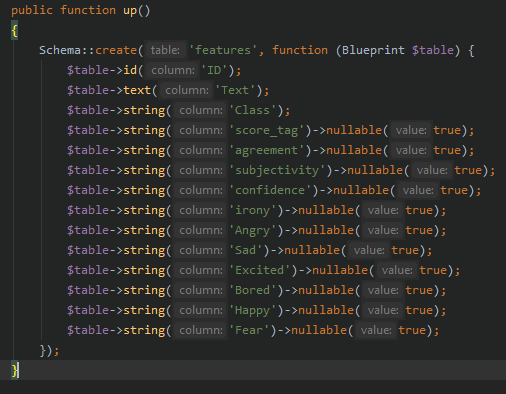 public function up()
{
Schema::create( table: 'features', function (Blueprint $table) {
$table->id( column: 'ID');
$table->text( column: 'Text');
$table->string( column: 'Class');
$table->string( column: 'score_tag')->nullable( value: true);
$table->string( column: 'agreement')->nullable( value: true);
$table->string( column: 'subjectivity')->nullable( value: true);
$table->string( column: 'confidence')->nullable( value: true);
$table->string( column: 'irony')->nullable( value: true);
$table->string( column: 'Angry')->nullable( value: true);
$table->string( column: 'Sad')->nullable( value: true);
$table->string( column: 'Excited')->nullable( value: true);
$table->string( column: 'Bored')->nullable( value: true);
$table->string( column: 'Happy')->nullable( value: true);
$table->string( column: 'Fear')->nullable( value: true);
});
}